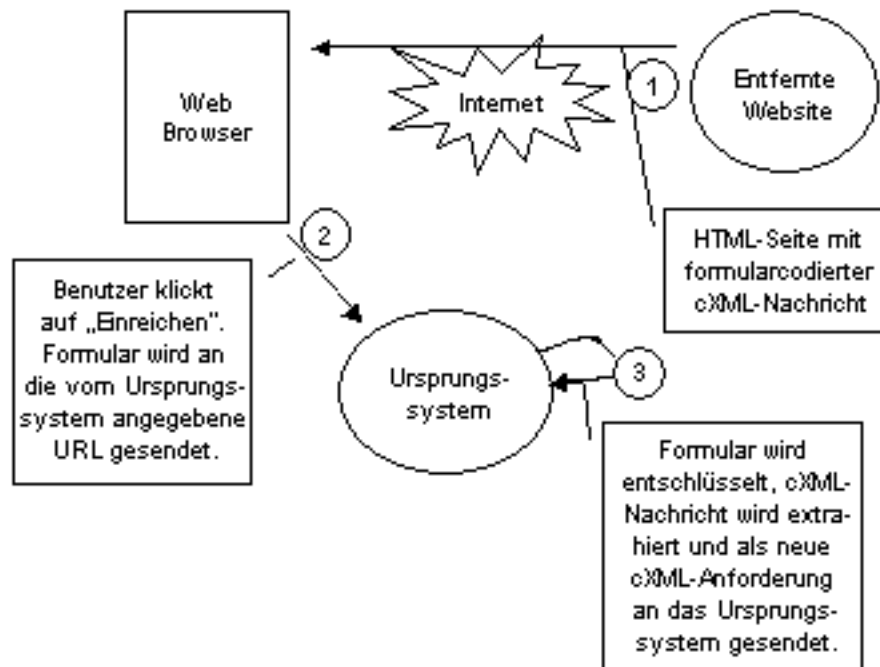 Web
Browser
Internet
1
Entfernte
Website
2
HTML-Seite mit
formularcodierter
cXML-Nachricht
Benutzer klickt
auf „Einreichen".
Formular wird an
die vom Ursprungs-
system angegebene
URL gesendet.
Ursprungs-
system
3
Formular wird
entschlüsselt, cXML-
Nachricht wird extra-
hiert und als neue
cXML-Anforderung
an das Ursprungs-
system gesendet.